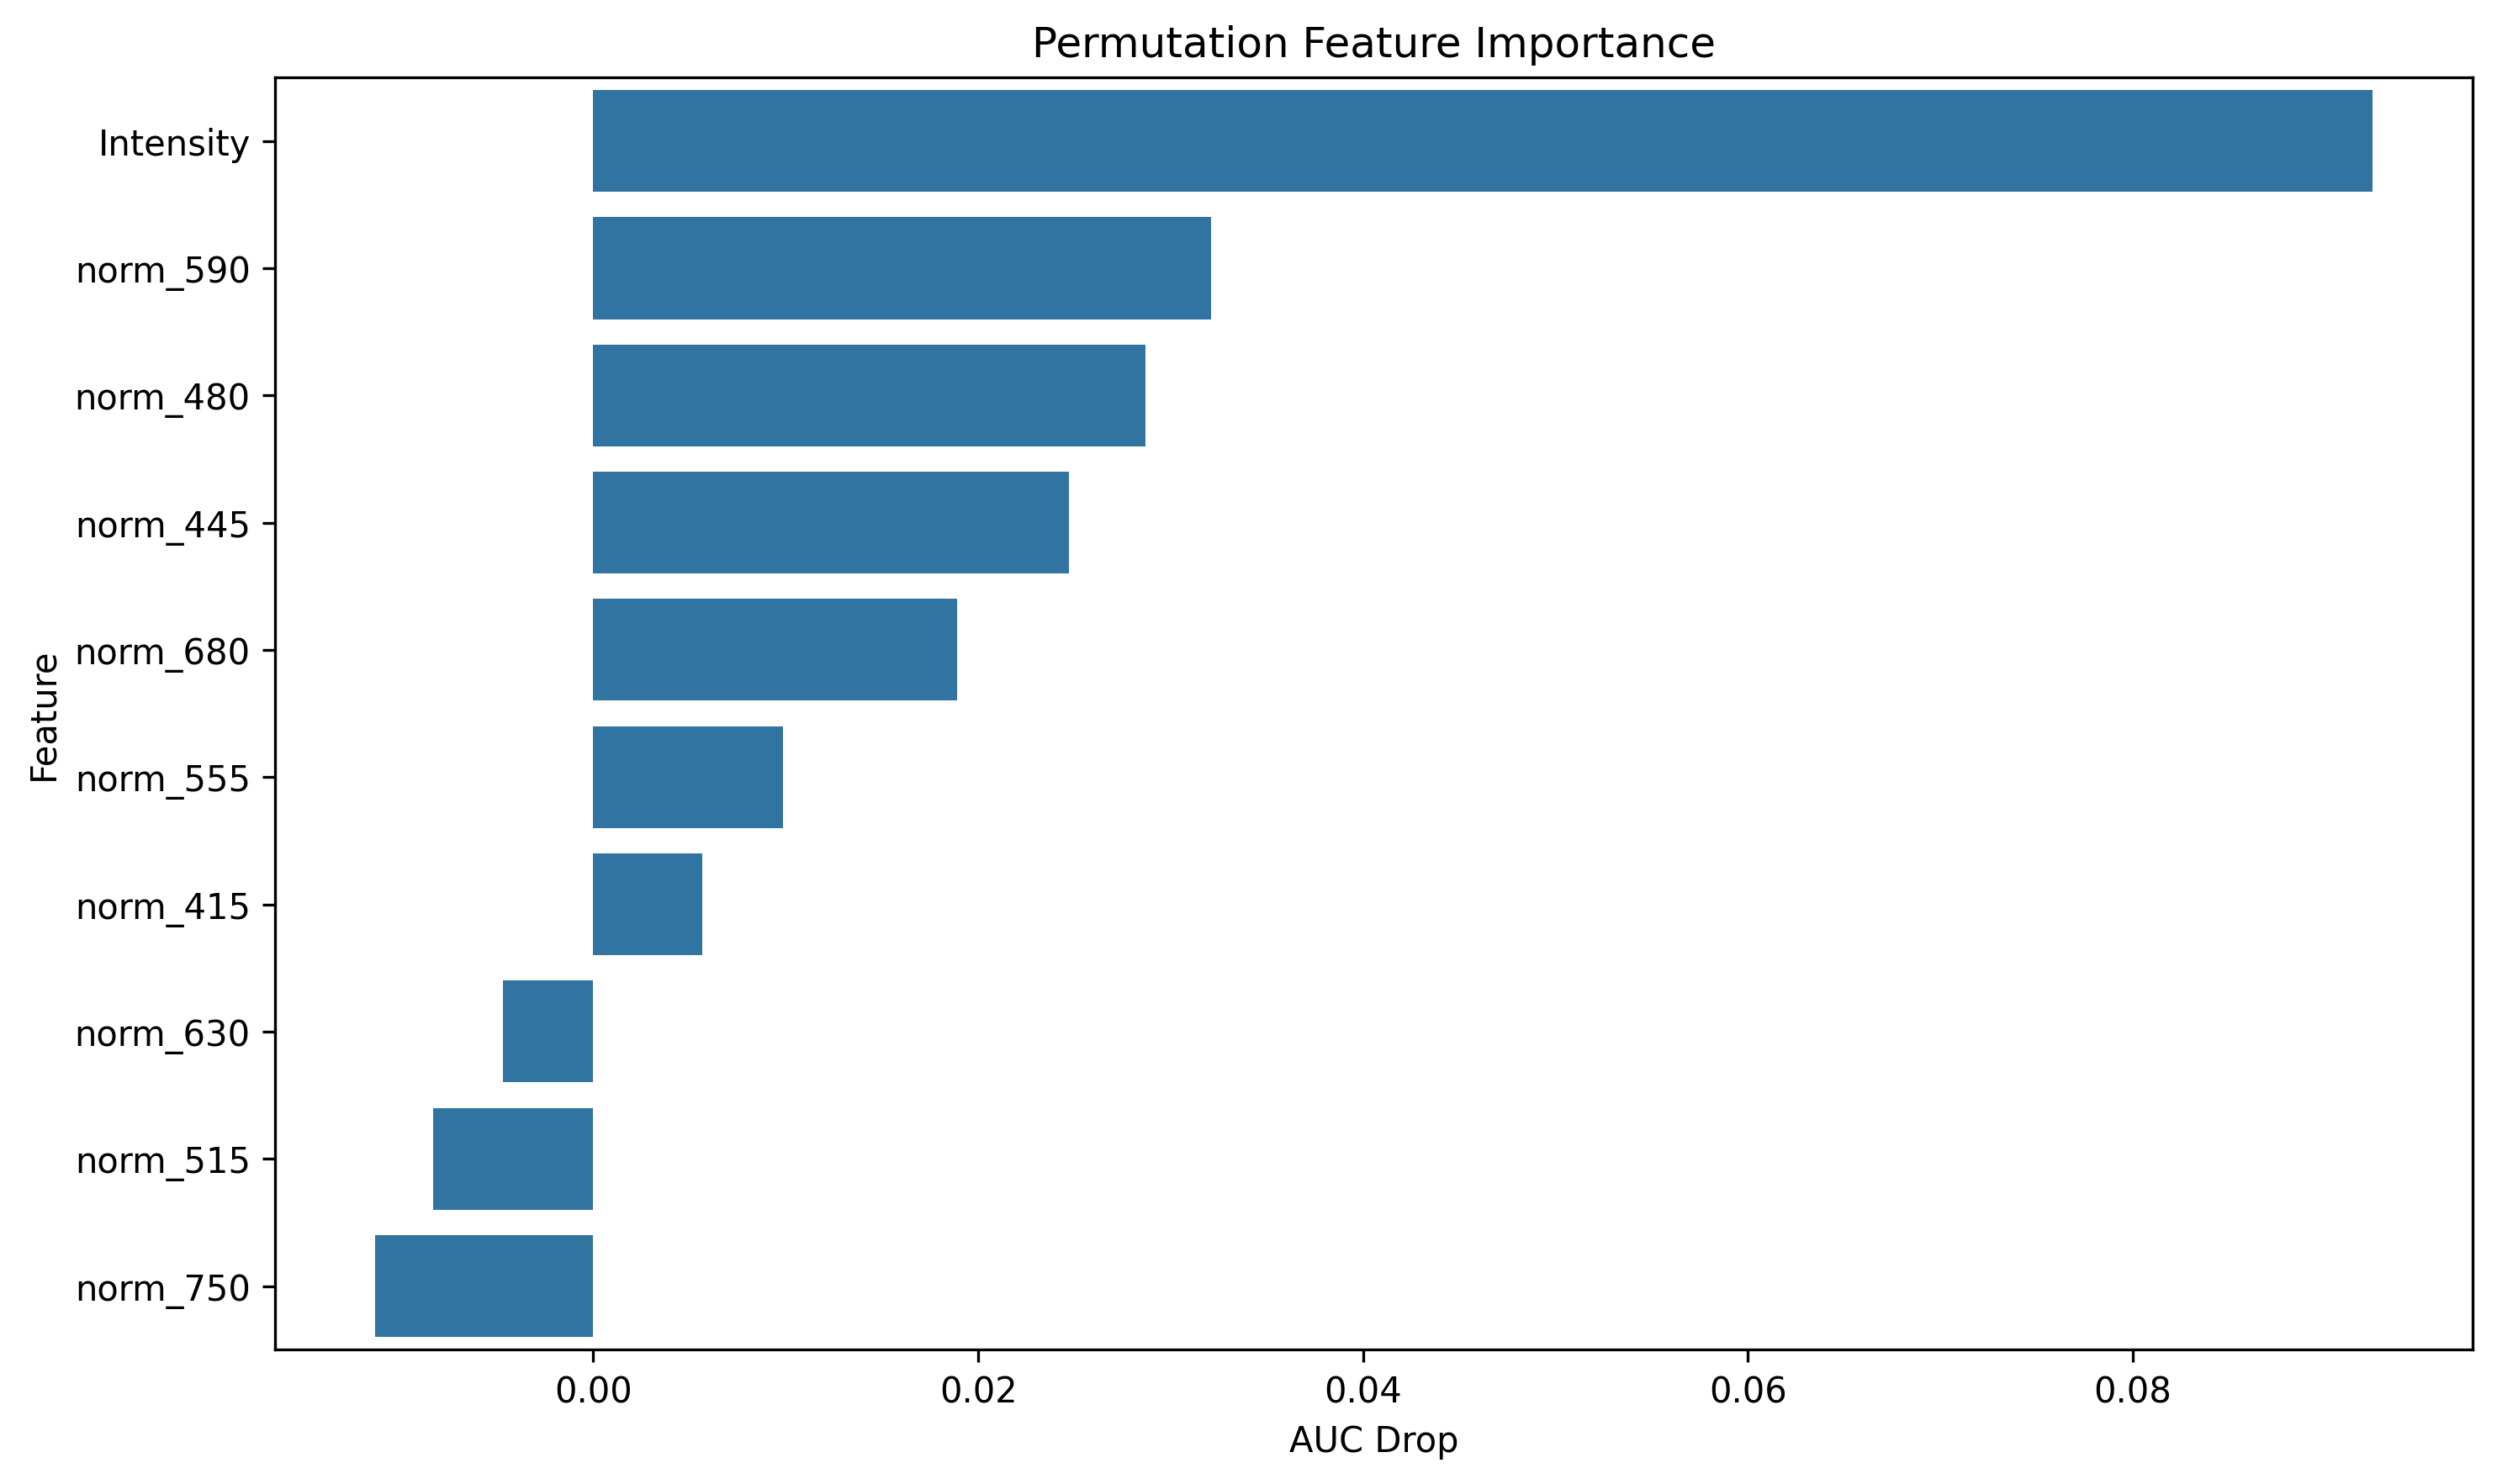 Permutation Feature Importance
Intensity
norm_590
norm_480
norm_445
norm_680
norm_555
norm_415
norm_630
norm_515
norm_750
Feature
0.00 0.02 0.04 0.06 0.08
AUC Drop